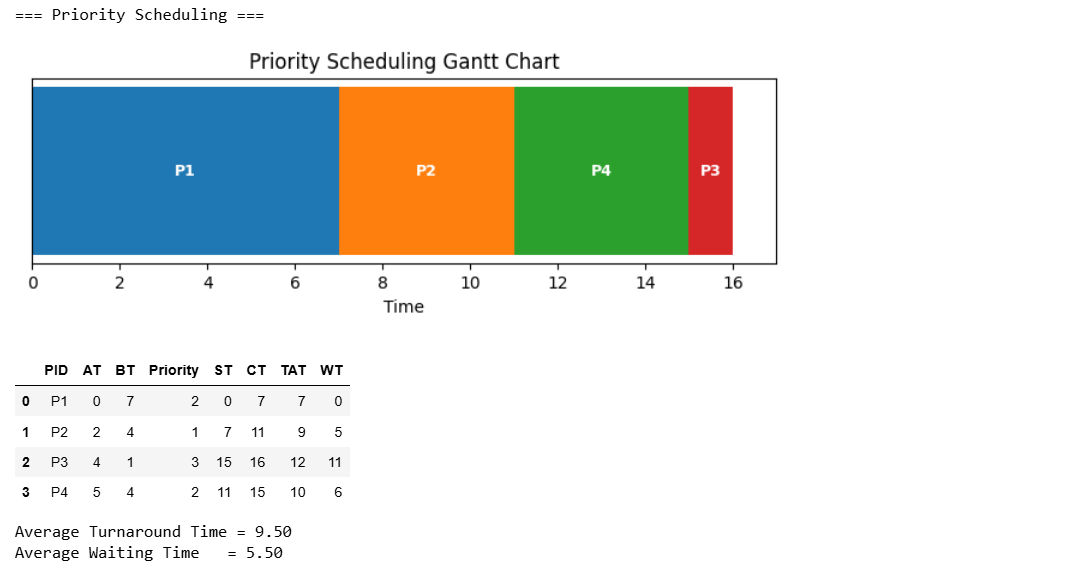 === Priority Scheduling ===
Priority Scheduling Gantt Chart
P1 P2 P4 P3
0 2 4 6 8 10 12 14 16
Time
PID AT BT Priority ST CT TAT WT
0 P1 0 7 2 0 7 7 0
1 P2 2 4 1 7 11 9 5
2 P3 4 1 3 15 16 12 11
3 P4 5 4 2 11 15 10 6
Average Turnaround Time = 9.50
Average Waiting Time   = 5.50